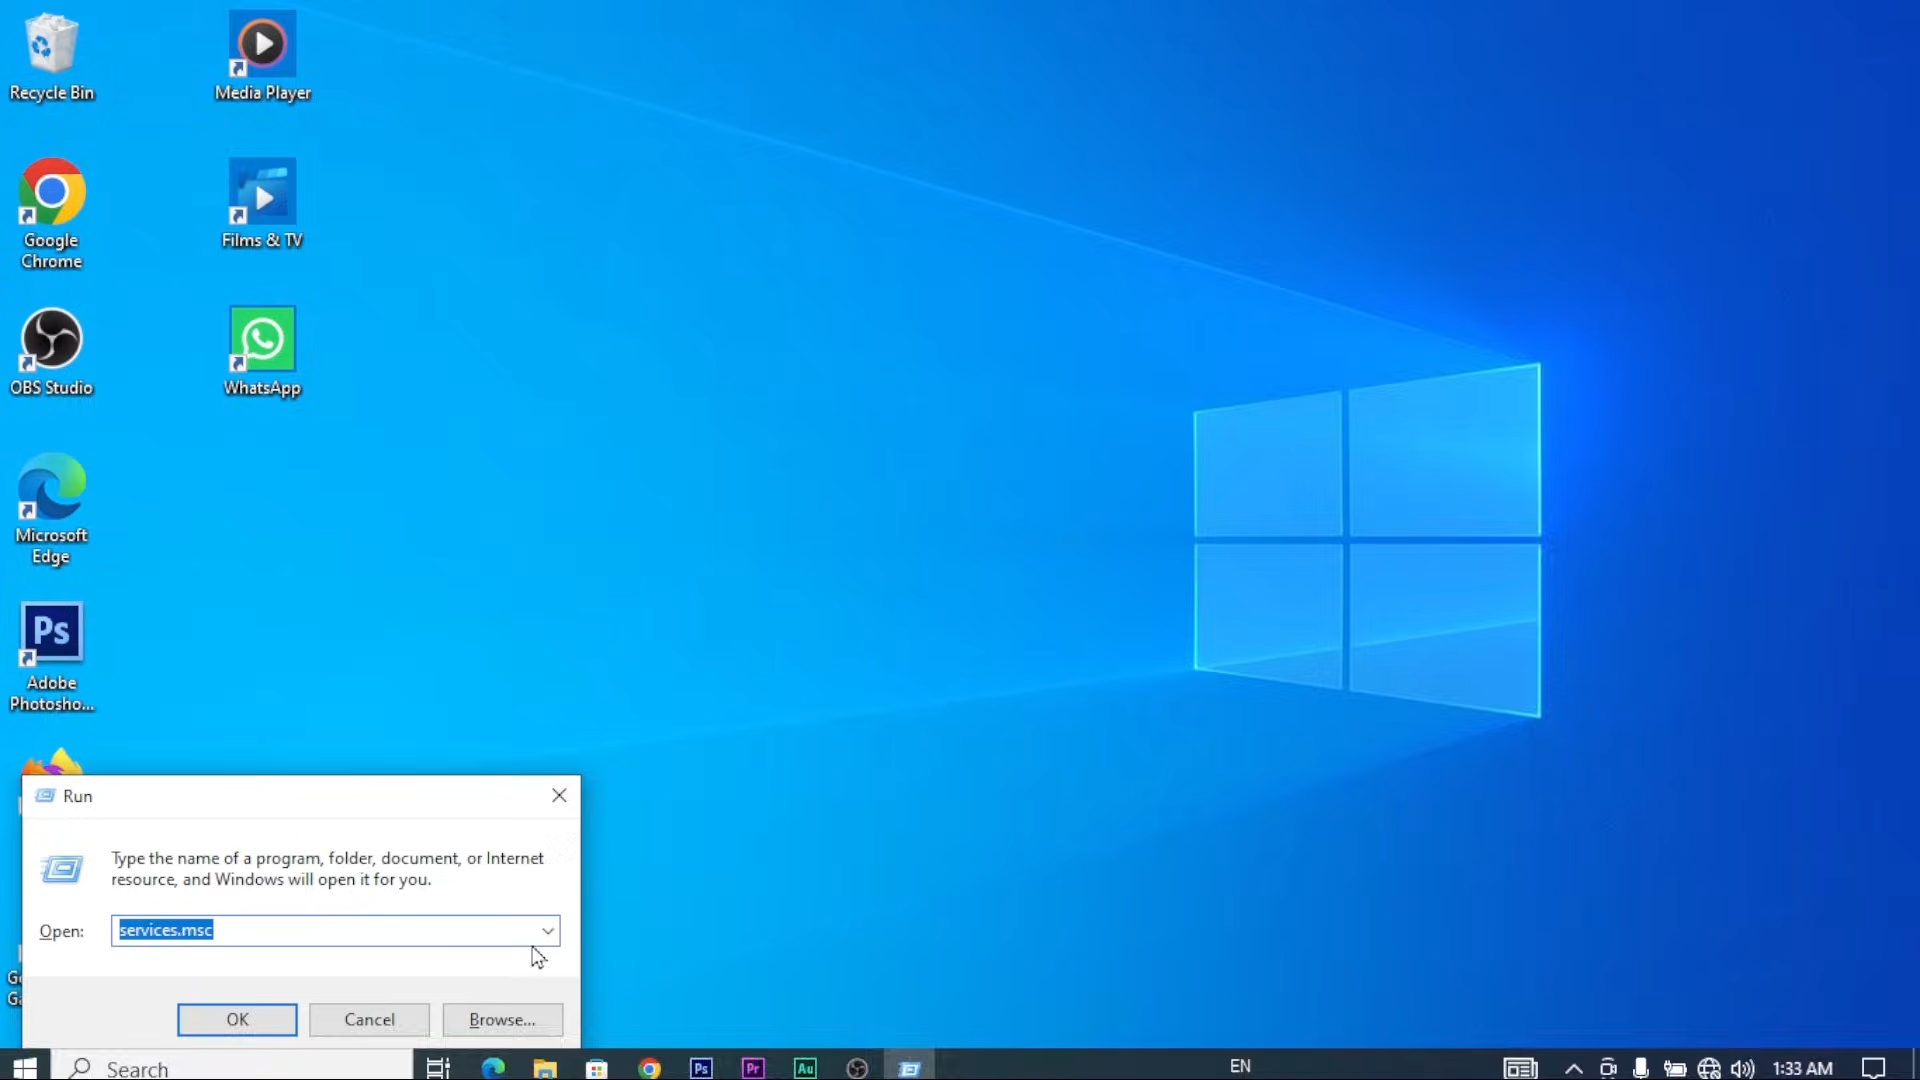 Recycle Bin
Media Player
Google
Chrome
Films & TV
OBS Studio
WhatsApp
Microsoft
Edge
Ps
Adobe
Photosho...
Run
Type the name of a program, folder, document, or Internet
resource, and Windows will open it for you.
Open:
services.msc
OK
Cancel
Browse...
Search
Ps
Pr
Au
EN
1:33 AM